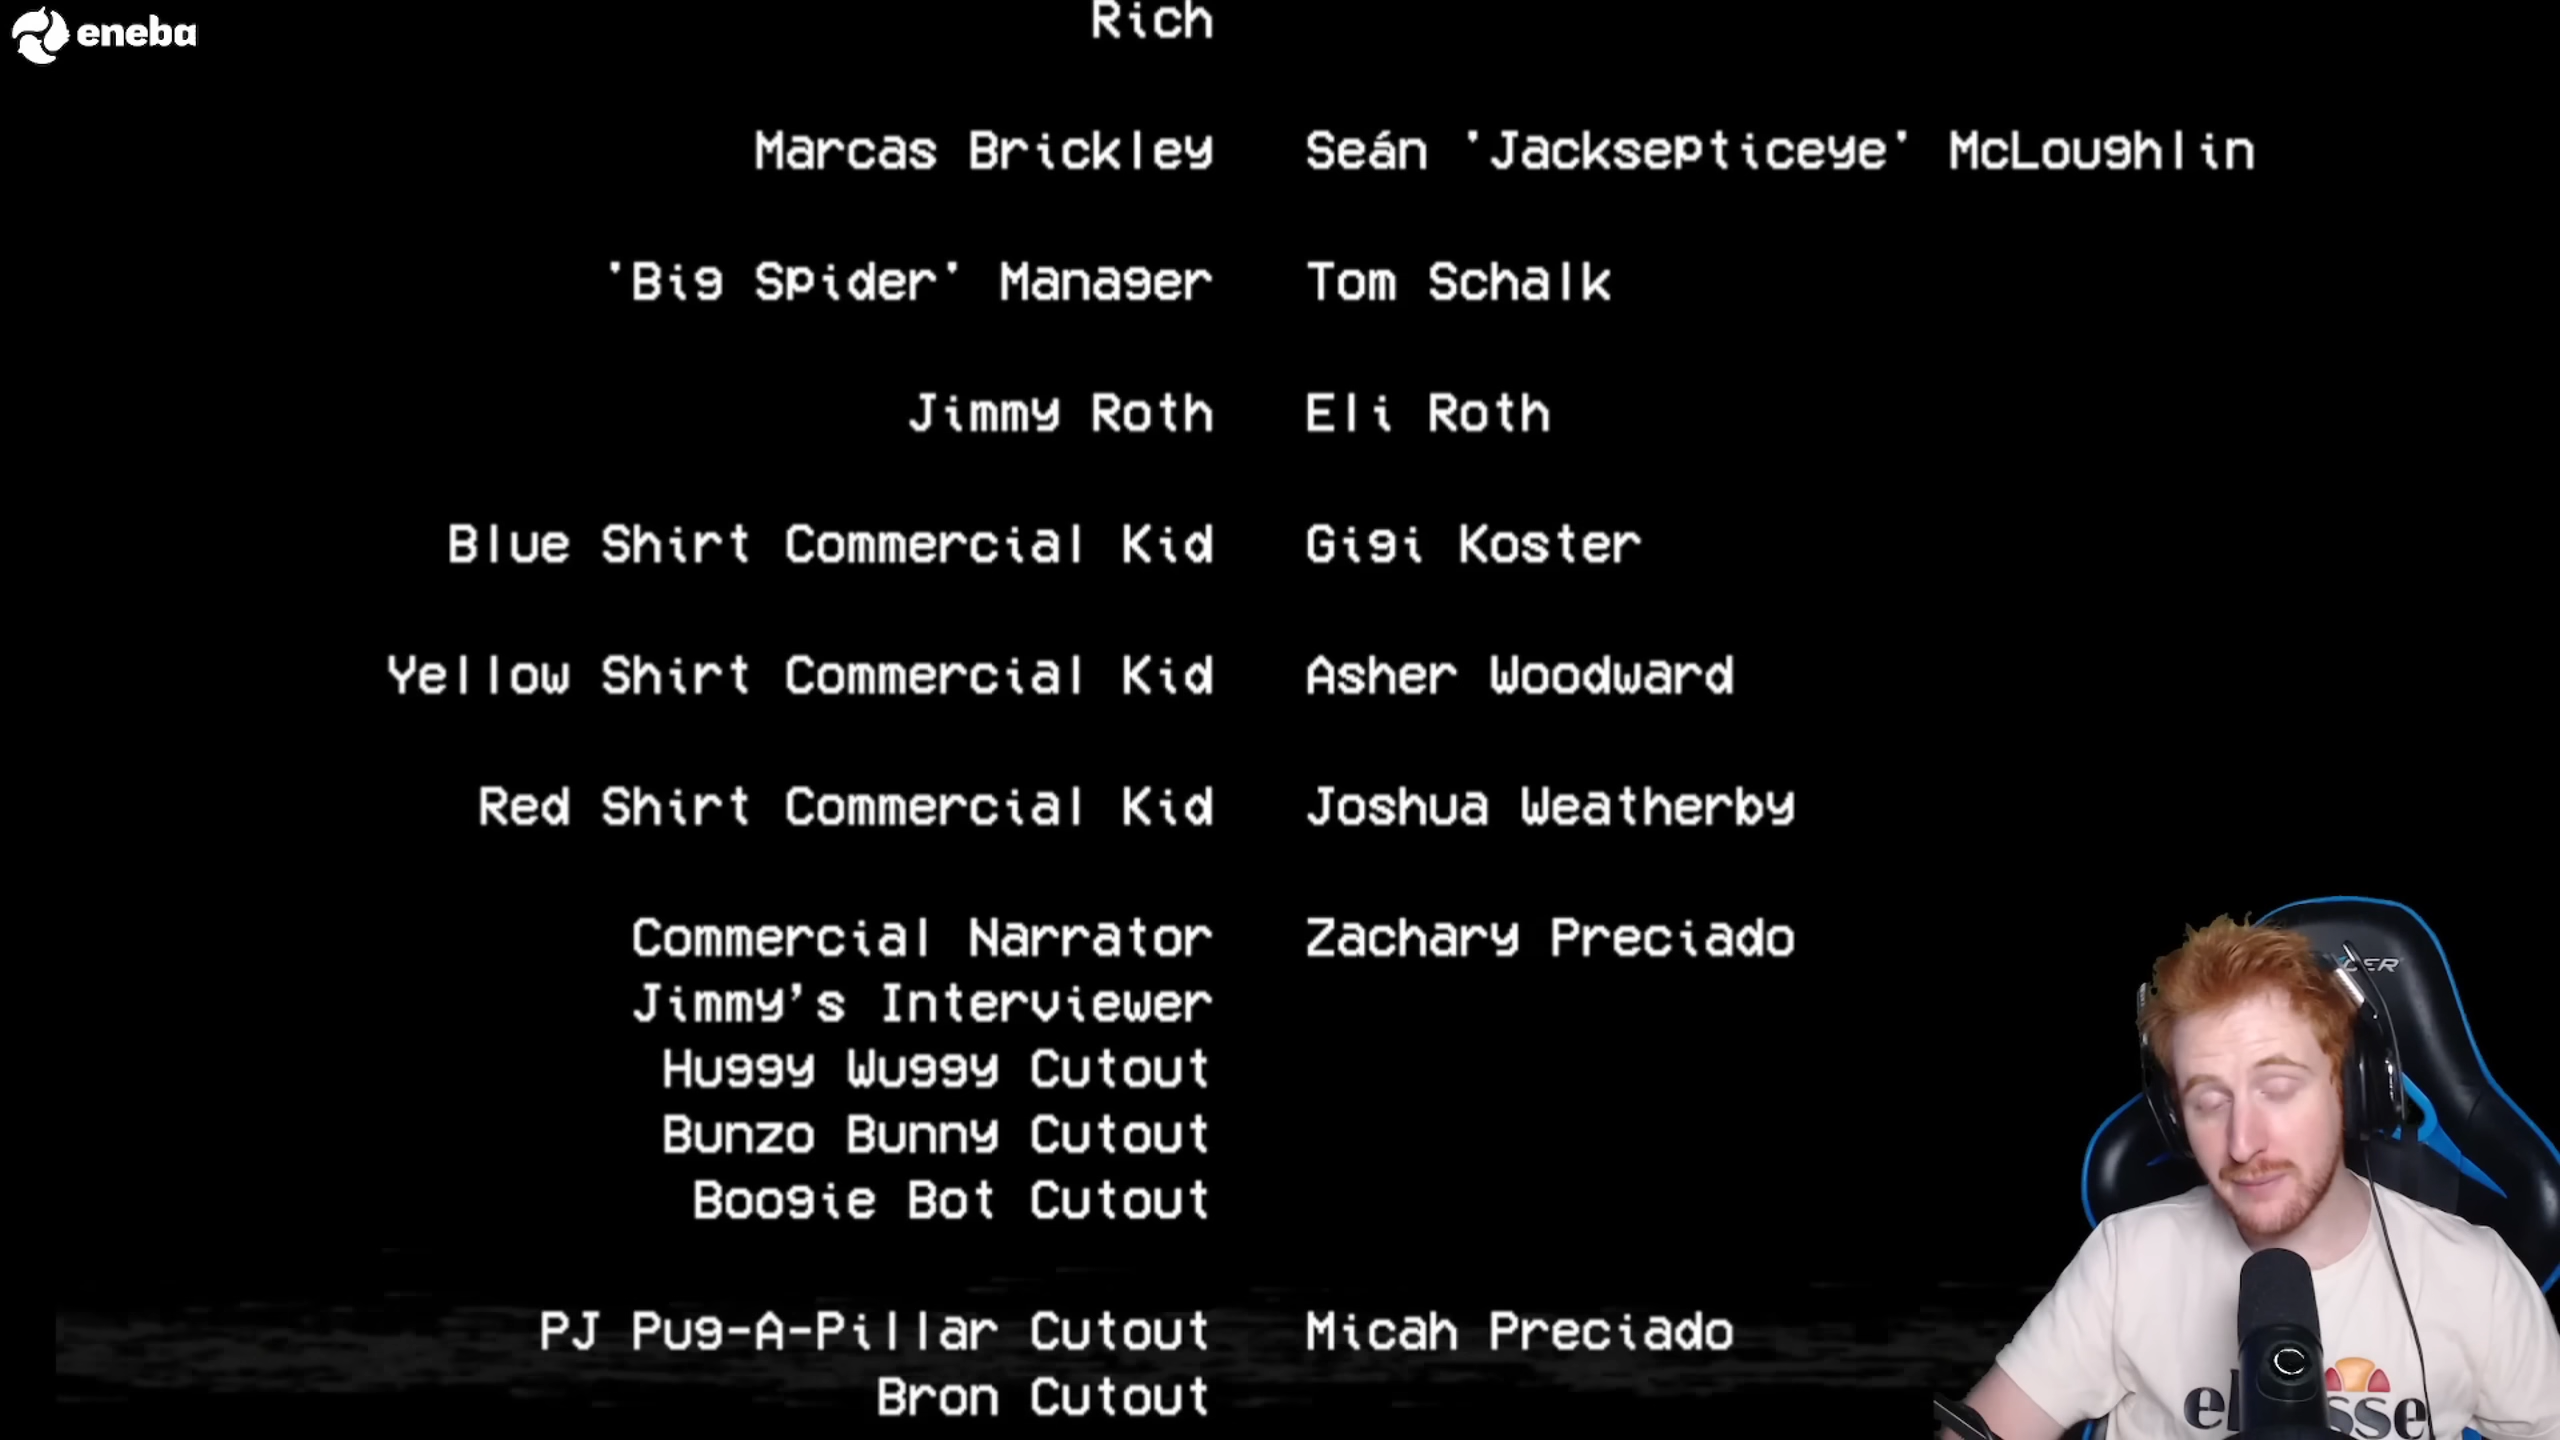 eneba
Rich
Marcas Brickley Seán 'Jacksepticeye' McLoughlin
'Big Spider' Manager Tom Schalk
Jimmy Roth Eli Roth
Blue Shirt Commercial Kid Gigi Koster
Yellow Shirt Commercial Kid Asher Woodward
Red Shirt Commercial Kid Joshua Weatherby
Commercial Narrator Zachary Preciado
Jimmy's Interviewer
Huggy Wuggy Cutout
Bunzo Bunny Cutout
Boogie Bot Cutout
PJ Pug-A-Pillar Cutout Micah Preciado
Bron Cutout